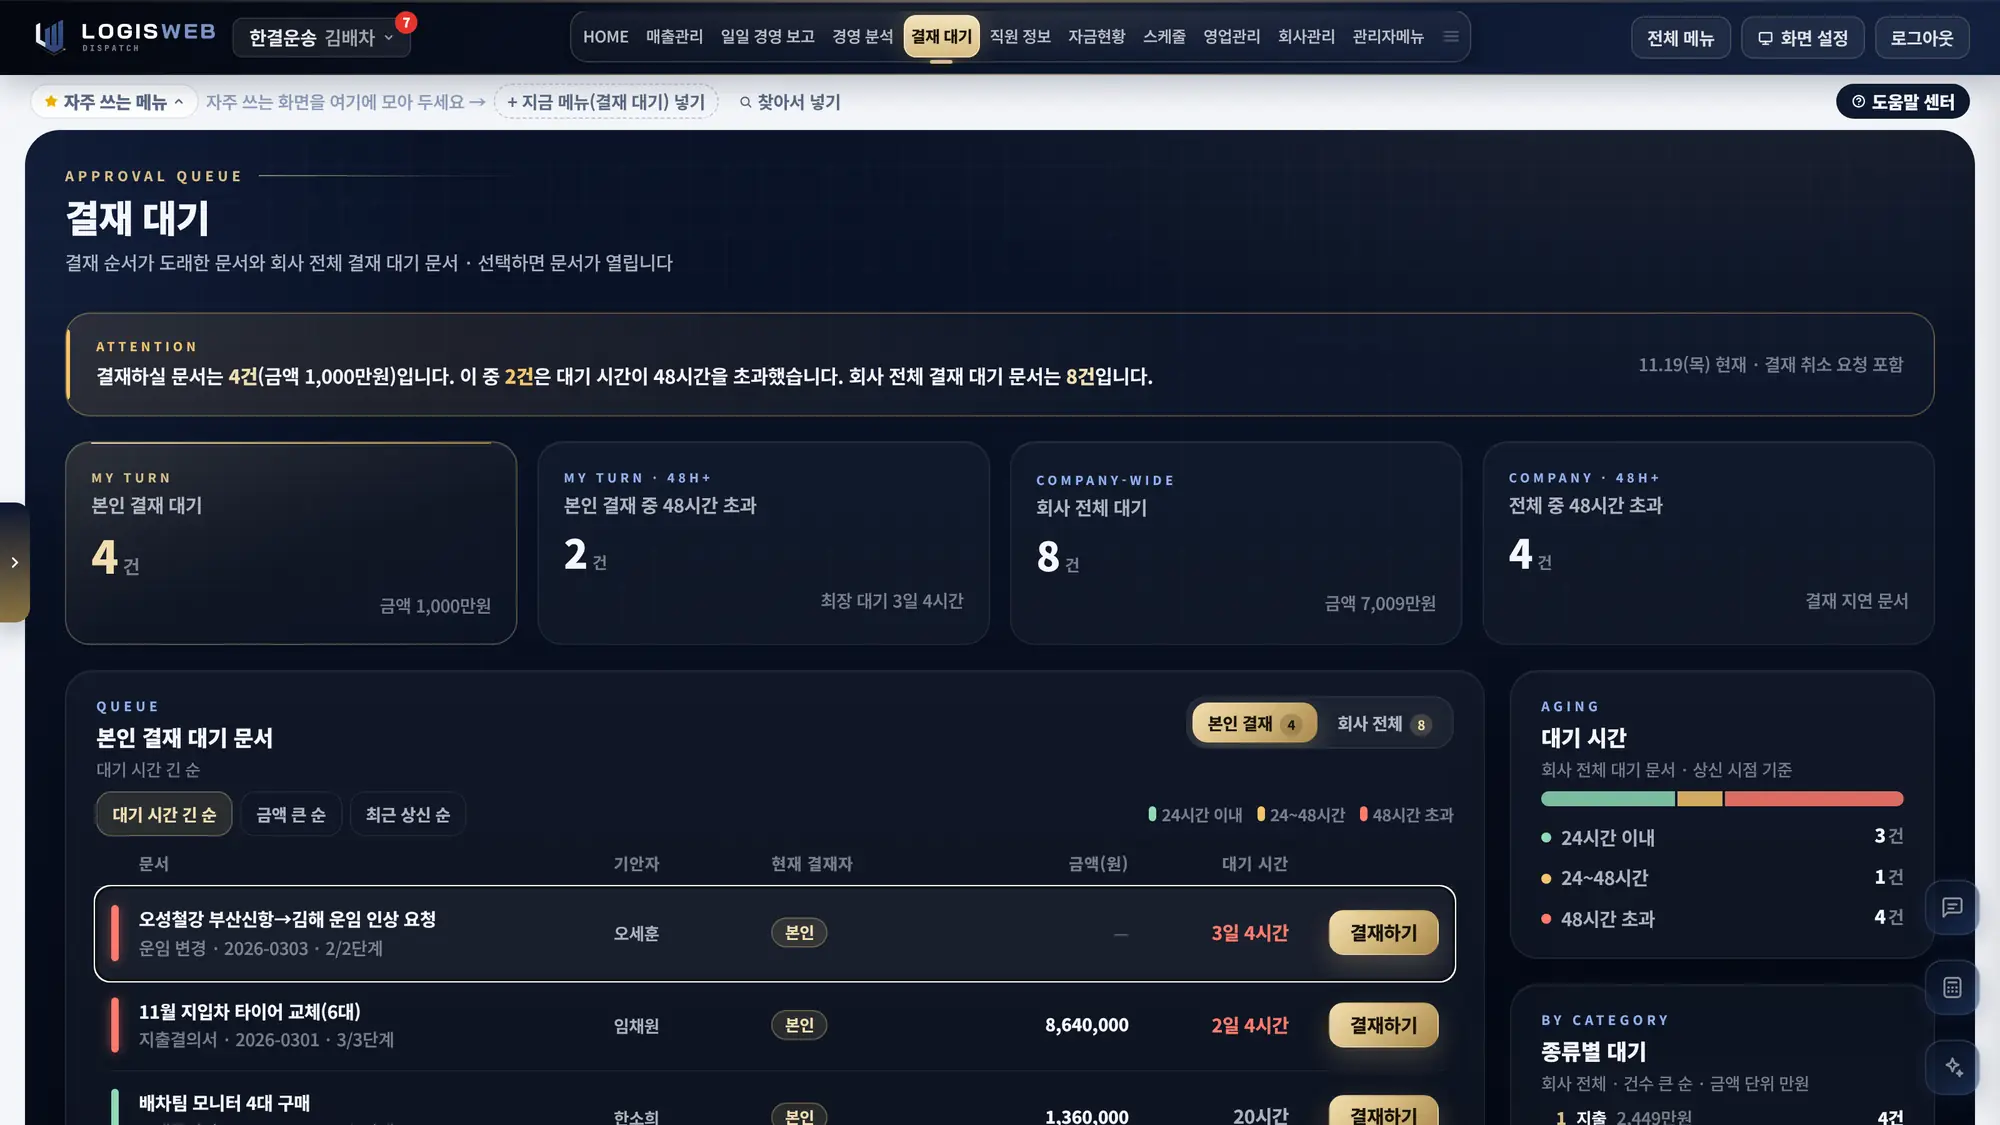 LOGISWEB
DISPATCH
한결운송 김배차
7
HOME 매출관리 일일 경영 보고 경영 분석 결재 대기 직원 정보 자금현황 스케줄 영업관리 회사관리 관리자메뉴
전체 메뉴
화면 설정
로그아웃
자주 쓰는 메뉴
자주 쓰는 화면을 여기에 모아 두세요 →
+ 지금 메뉴(결재 대기) 넣기
찾아서 넣기
도움말 센터
APPROVAL QUEUE
결재 대기
결재 순서가 도래한 문서와 회사 전체 결재 대기 문서 · 선택하면 문서가 열립니다
ATTENTION
결재하실 문서는 4건(금액 1,000만원)입니다. 이 중 2건은 대기 시간이 48시간을 초과했습니다. 회사 전체 결재 대기 문서는 8건입니다.
11.19(목) 현재 · 결재 취소 요청 포함
MY TURN
본인 결재 대기
4 건
금액 1,000만원
MY TURN · 48H+
본인 결재 중 48시간 초과
2 건
최장 대기 3일 4시간
COMPANY-WIDE
회사 전체 대기
8 건
금액 7,009만원
COMPANY · 48H+
전체 중 48시간 초과
4 건
결재 지연 문서
QUEUE
본인 결재 대기 문서
대기 시간 긴 순
본인 결재 4
회사 전체 8
대기 시간 긴 순
금액 큰 순
최근 상신 순
24시간 이내 24~48시간 48시간 초과
문서 기안자 현재 결재자 금액(원) 대기 시간
오성철강 부산신항→김해 운임 인상 요청
운임 변경 · 2026-0303 · 2/2단계
오세훈 본인 — 3일 4시간 결재하기
11월 지입차 타이어 교체(6대)
지출결의서 · 2026-0301 · 3/3단계
임채원 본인 8,640,000 2일 4시간 결재하기
배차팀 모니터 4대 구매
한소희 본인 1,360,000 20시간 결재하기
AGING
대기 시간
회사 전체 대기 문서 · 상신 시점 기준
24시간 이내 3건
24~48시간 1건
48시간 초과 4건
BY CATEGORY
종류별 대기
회사 전체 · 건수 큰 순 · 금액 단위 만원
1 지출 2,449만원 4건